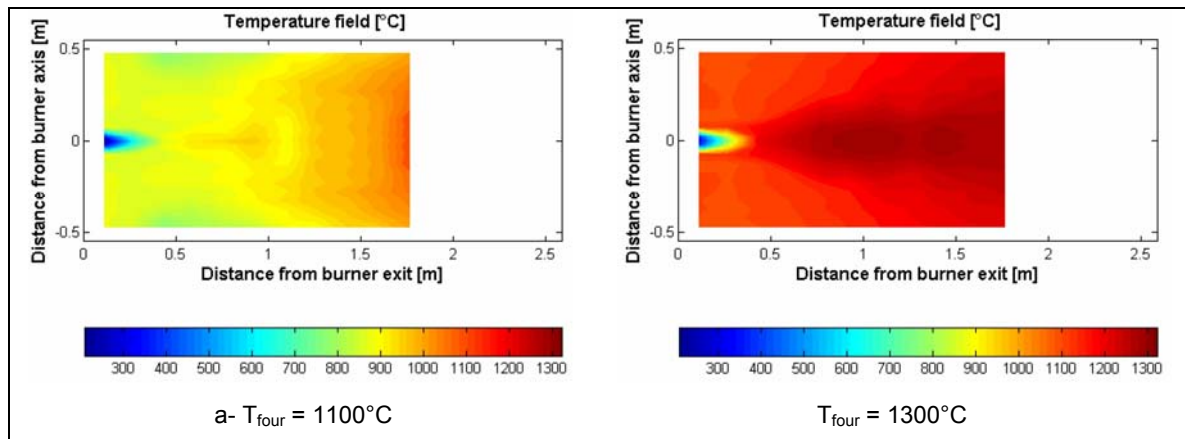 Temperature field [°C]
Distance from burner axis [m]
0.5
0
-0.5
0 0.5 1 1.5 2 2.5
Distance from burner exit [m]
300 400 500 600 700 800 900 1000 1100 1200 1300
a- Tfour = 1100°C
Temperature field [°C]
Distance from burner axis [m]
0.5
0
-0.5
0 0.5 1 1.5 2 2.5
Distance from burner exit [m]
300 400 500 600 700 800 900 1000 1100 1200 1300
Tfour = 1300°C